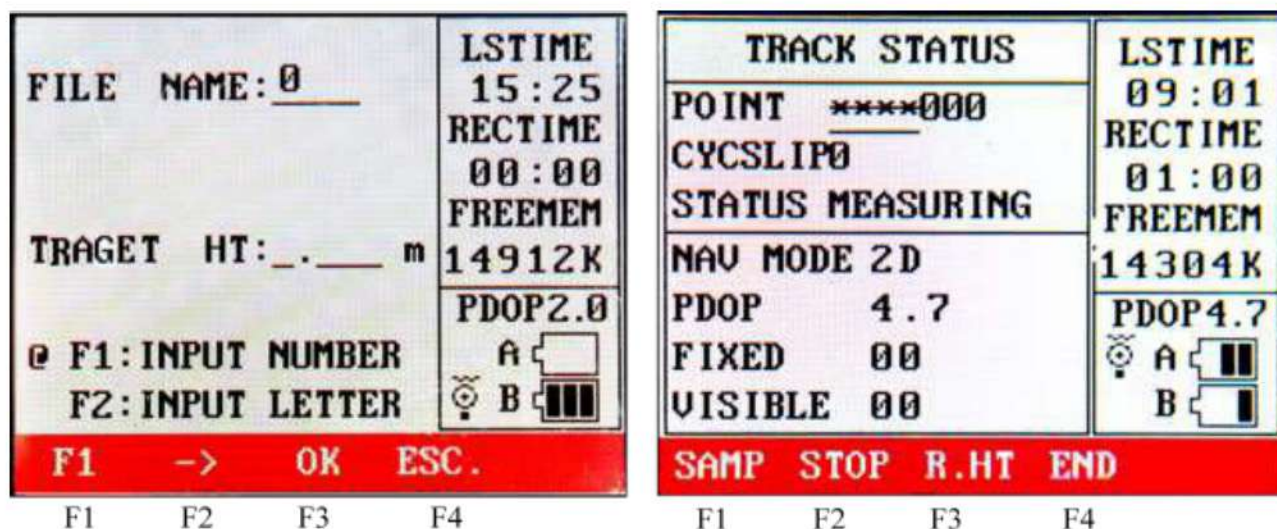 FILE NAME:0
TRAGET HT:_.___ m
@ F1:INPUT NUMBER
F2:INPUT LETTER
LSTIME
15:25
RECTIME
00:00
FREEMEM
14912K
PDOP2.0
A
B
F1 -> OK ESC.
F1 F2 F3 F4
TRACK STATUS
POINT ****000
CYCSLIP0
STATUS MEASURING
NAV MODE 2D
PDOP 4.7
FIXED 00
VISIBLE 00
LSTIME
09:01
RECTIME
01:00
FREEMEM
14304K
PDOP4.7
A
B
SAMP STOP R.HT END
F1 F2 F3 F4